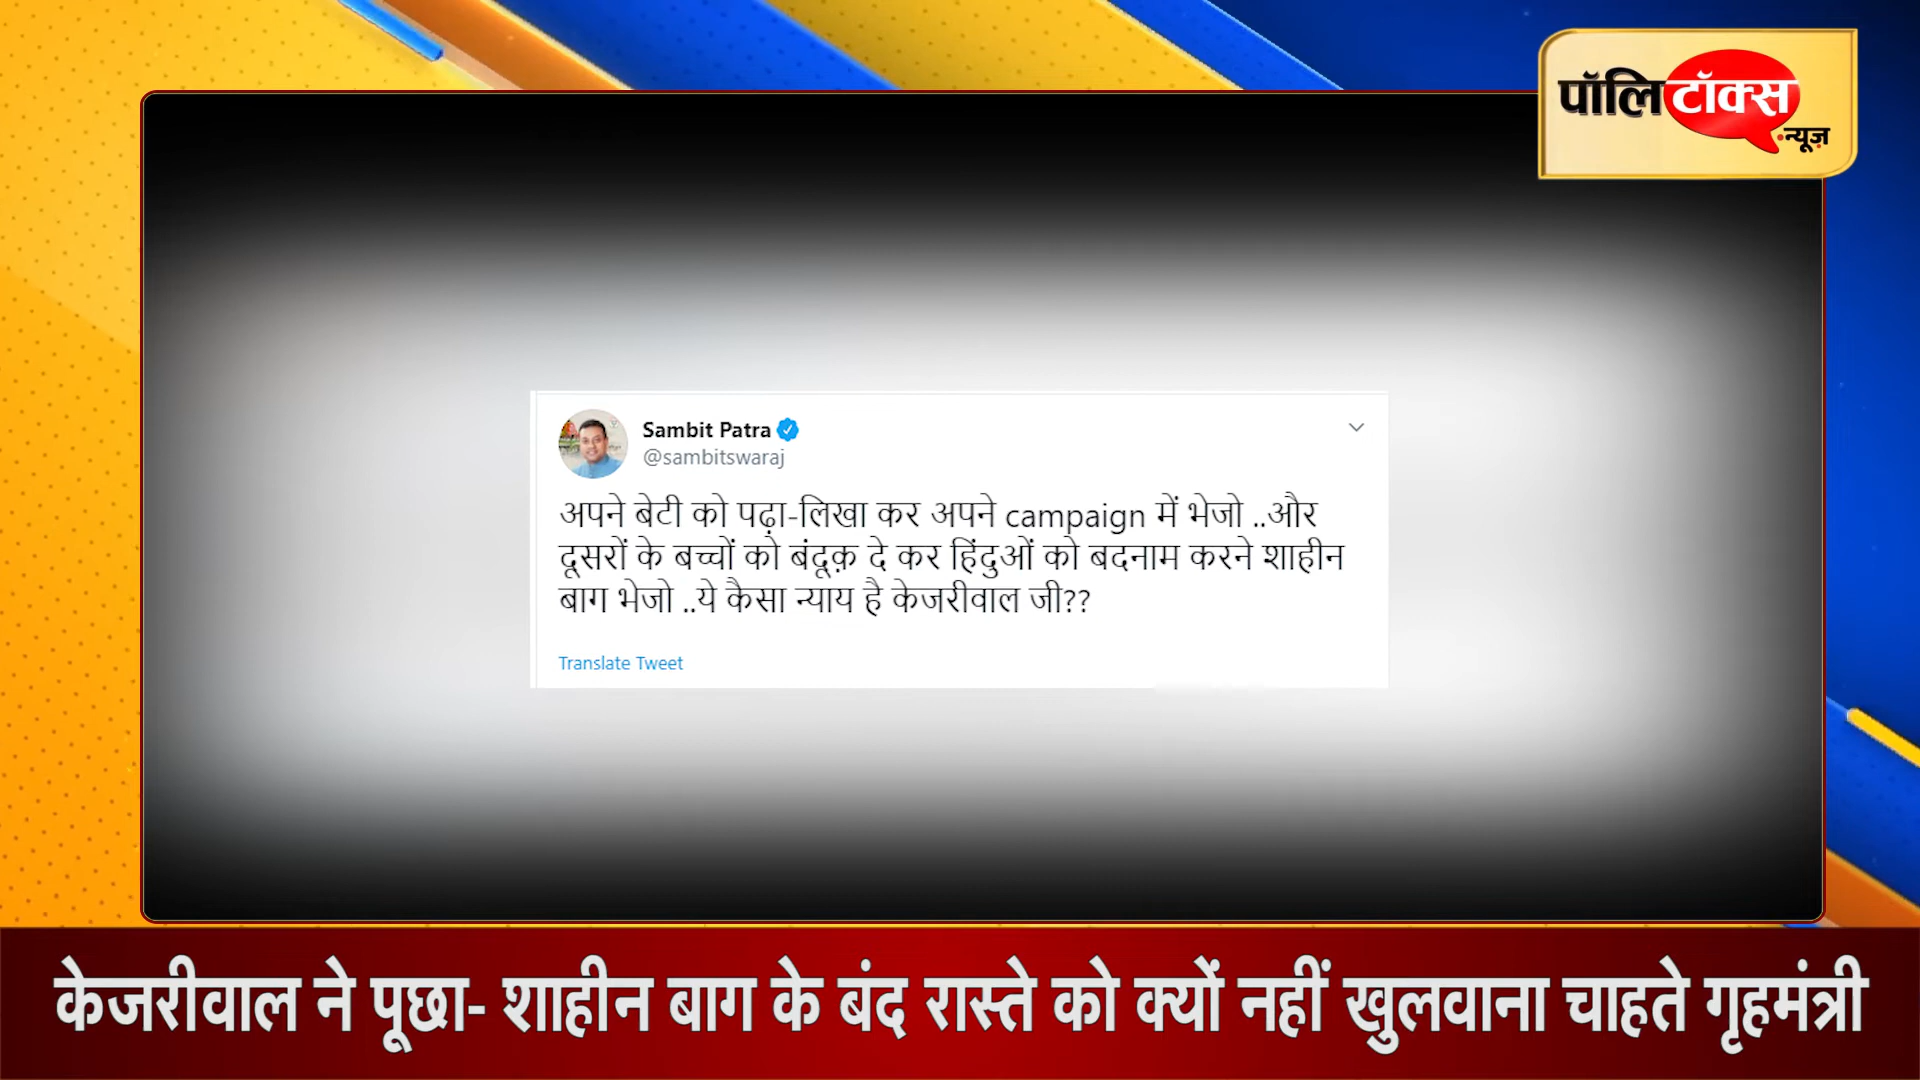 पॉलिटॉक्स
न्यूज़
Sambit Patra
@sambitswaraj
अपने बेटी को पढ़ा-लिखा कर अपने campaign में भेजो ..और
दूसरों के बच्चों को बंदूक़ दे कर हिंदुओं को बदनाम करने शाहीन
बाग भेजो ..ये कैसा न्याय है केजरीवाल जी??
Translate Tweet
केजरीवाल ने पूछा- शाहीन बाग के बंद रास्ते को क्यों नहीं खुलवाना चाहते गृहमंत्री